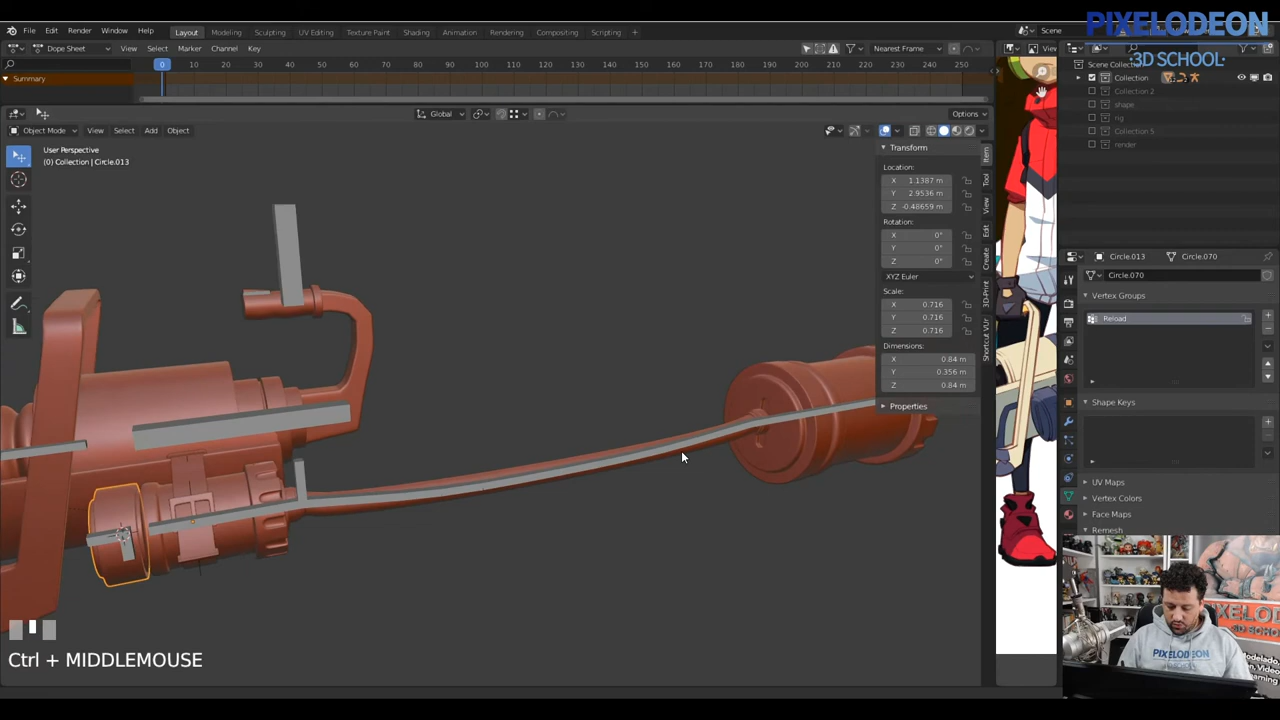 PIXELODEON
·3D SCHOOL·
File Edit Render Window Help Layout Modeling Sculpting UV Editing Texture Paint Shading Animation Rendering Compositing Scripting Scene
Dope Sheet View Select Marker Channel Key Nearest Frame
0 10 20 30 40 50 60 70 80 90 100 110 120 130 140 150 160 170 180 190 200 210 220 230 240 250
Summary
Global Options
Object Mode View Select Add Object
User Perspective
(0) Collection | Circle.013
Transform
Location:
X 1.1387 m
Y 2.9536 m
Z -0.48659 m
Rotation:
X 0°
Y 0°
Z 0°
XYZ Euler
Scale:
X 0.716
Y 0.716
Z 0.716
Dimensions:
X 0.84 m
Y 0.356 m
Z 0.84 m
Properties
Item
Tool
View
Edit
Create
3D-Print
Shortcut VUr
Collection
Collection 2
shape
rig
Collection 5
render
Circle.013 Circle.070
Circle.070
Vertex Groups
Reload
Shape Keys
UV Maps
Vertex Colors
Face Maps
Remesh
PIXELODEON
3D SCHOOL
Ctrl + MIDDLEMOUSE